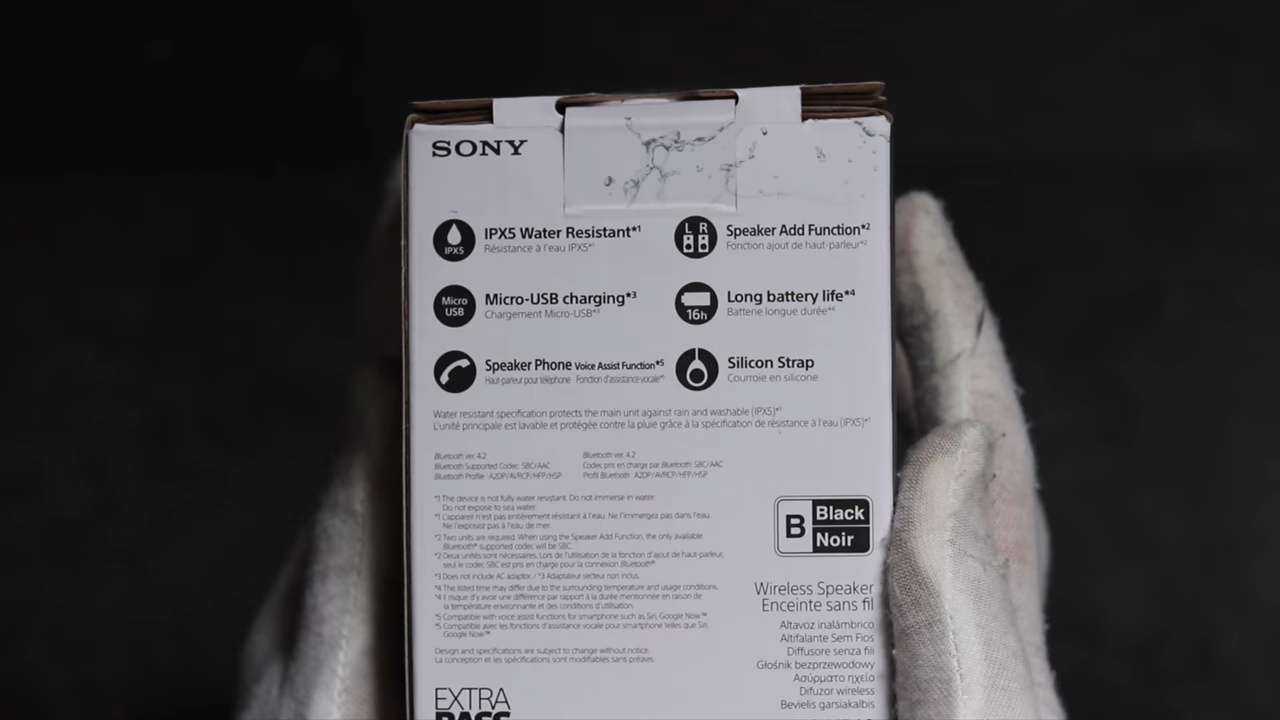 SONY
IPX5
IPX5 Water Resistant*1
Résistance à l'eau IPX5*1
L R
Speaker Add Function*2
Fonction ajout de haut-parleur*2
Micro
USB
Micro-USB charging*3
Chargement Micro-USB*3
16h
Long battery life*4
Batterie longue durée*4
Speaker Phone Voice Assist Function*5
Haut-parleur pour téléphone Fonction d'assistance vocale*5
Silicon Strap
Courroie en silicone
Water resistant specification protects the main unit against rain and washable (IPX5)*1
L'unité principale est lavable et protégée contre la pluie grâce à la spécification de résistance à l'eau (IPX5)*1
Bluetooth ver. 4.2
Bluetooth Supported Codec: SBC/AAC
Bluetooth Profile : A2DP/AVRCP/HFP/HSP
Bluetooth ver. 4.2
Codec pris en charge par Bluetooth: SBC/AAC
Profil Bluetooth : A2DP/AVRCP/HFP/HSP
*1 The device is not fully water resistant. Do not immerse in water.
Do not expose to sea water.
*1 L'appareil n'est pas entièrement résistant à l'eau. Ne l'immergez pas dans l'eau.
Ne l'exposez pas à l'eau de mer.
*2 Two units are required. When using the Speaker Add Function, the only available
Bluetooth® supported codec will be SBC.
*2 Deux unités sont nécessaires. Lors de l'utilisation de la fonction d'ajout de haut-parleur,
seul le codec SBC est pris en charge pour la connexion Bluetooth®
*3 Does not include AC adaptor / *3 Adaptateur secteur non inclus.
*4 The listed time may differ due to the surrounding temperature and usage conditions.
*4 Il risque d'y avoir une différence par rapport à la durée mentionnée en raison de
la température environnante et des conditions d'utilisation.
*5 Compatible with voice assist functions for smartphone such as Siri, Google Now™
*5 Compatible avec les fonctions d'assistance vocale pour smartphone telles que Siri,
Google Now™
Design and specifications are subject to change without notice.
La conception et les spécifications sont modifiables sans préavis.
B
Black
Noir
Wireless Speaker
Enceinte sans fil
Altavoz inalámbrico
Altifalante Sem Fios
Diffusore senza fili
Głośnik bezprzewodowy
Ασύρματο ηχείο
Difuzor wireless
Bevielis garsiakalbis
EXTRA
BASS